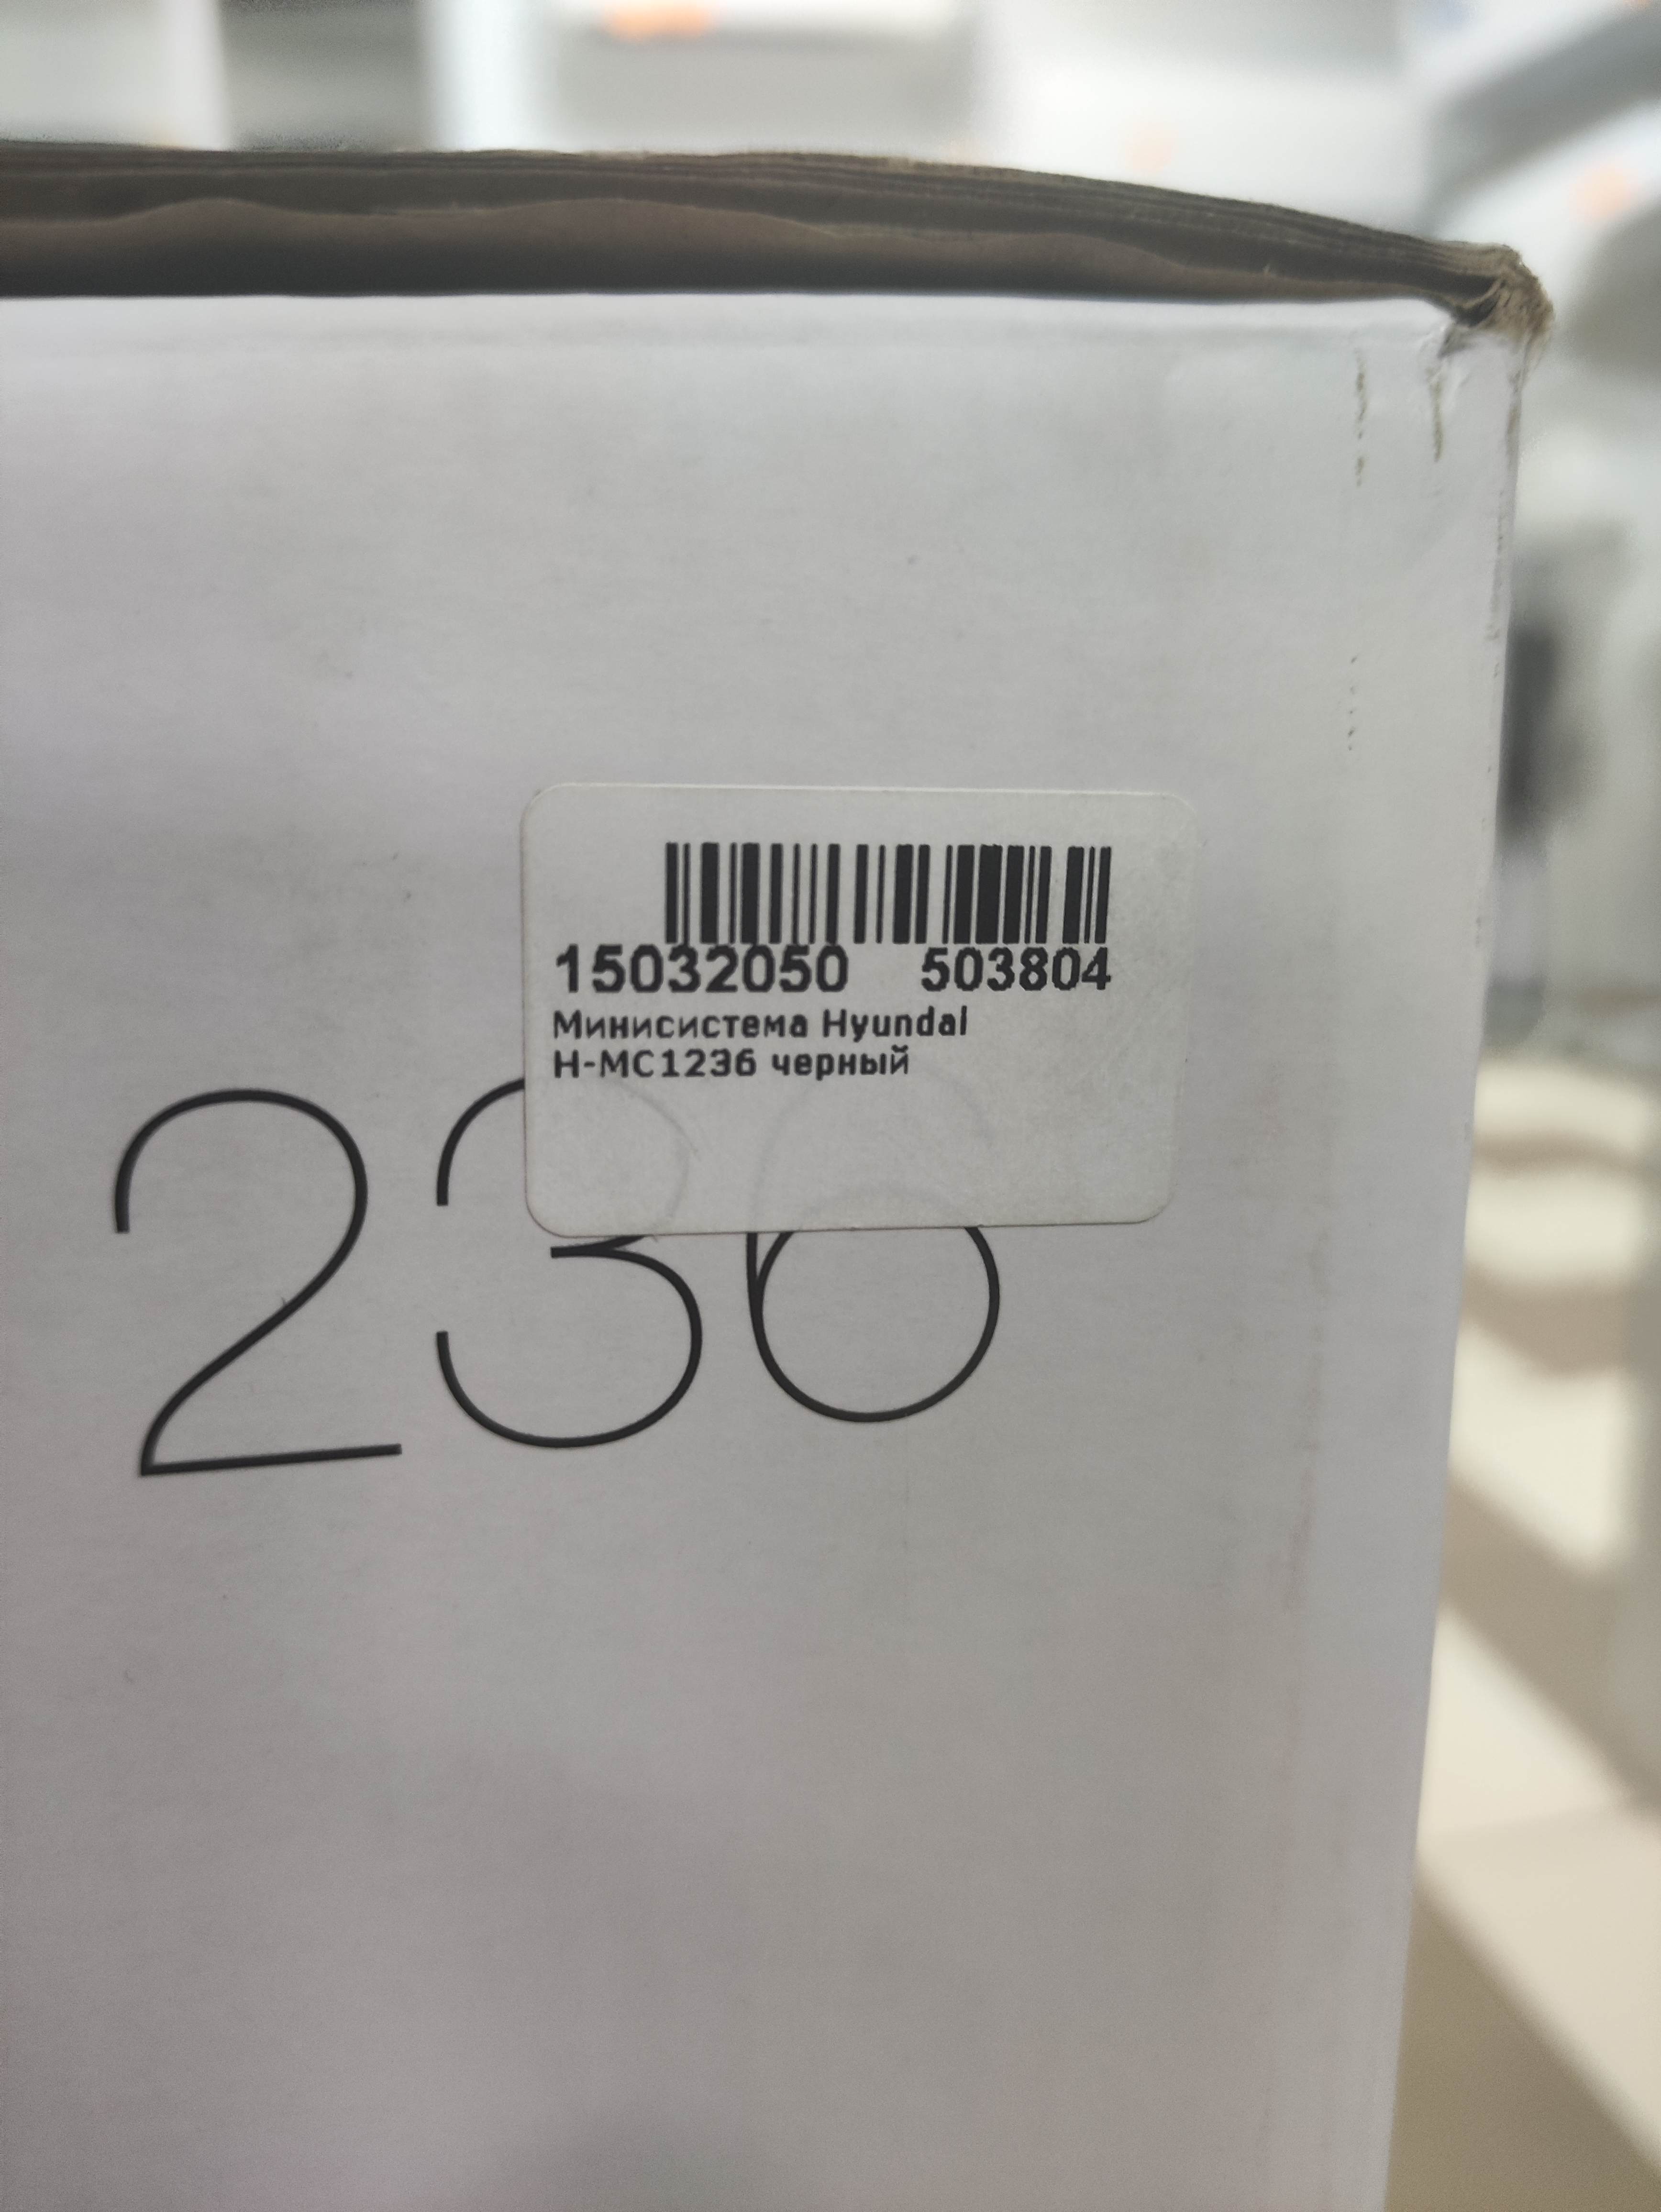 15032050 503804
Минисистема Hyundai
H-MC1236 черный
236